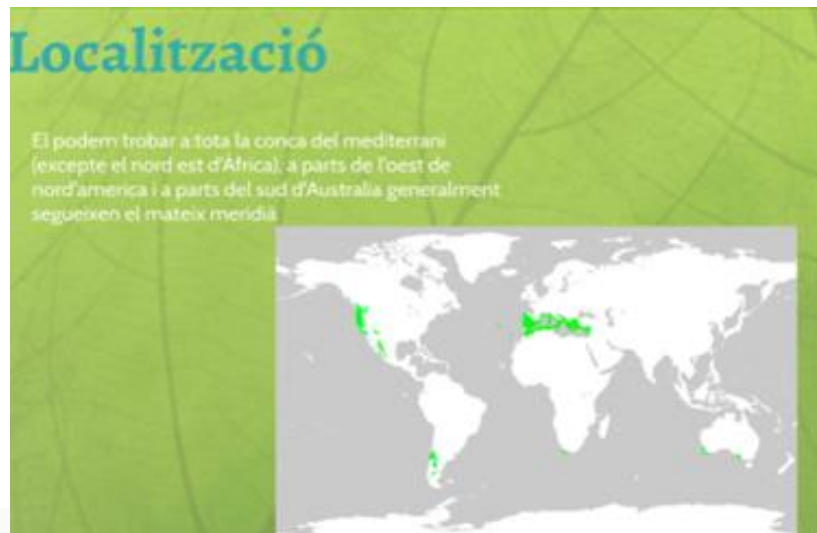 Localització
El podem trobar a tota la conca del mediterrani
(excepte el nord est d'Africa), a parts de l'oest de
nord'america i a parts del sud d'Australia generalment
segueixen el mateix meridià